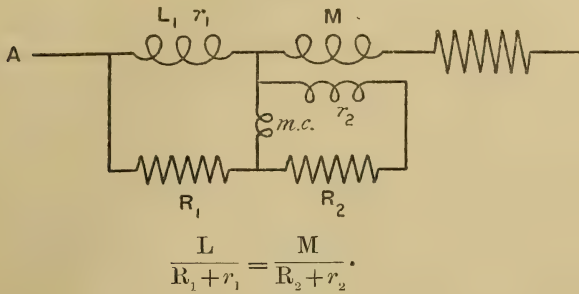 L₁ r₁ M
A
m.c. r₂
R₁ R₂
L / R₁ + r₁ = M / R₂ + r₂ .